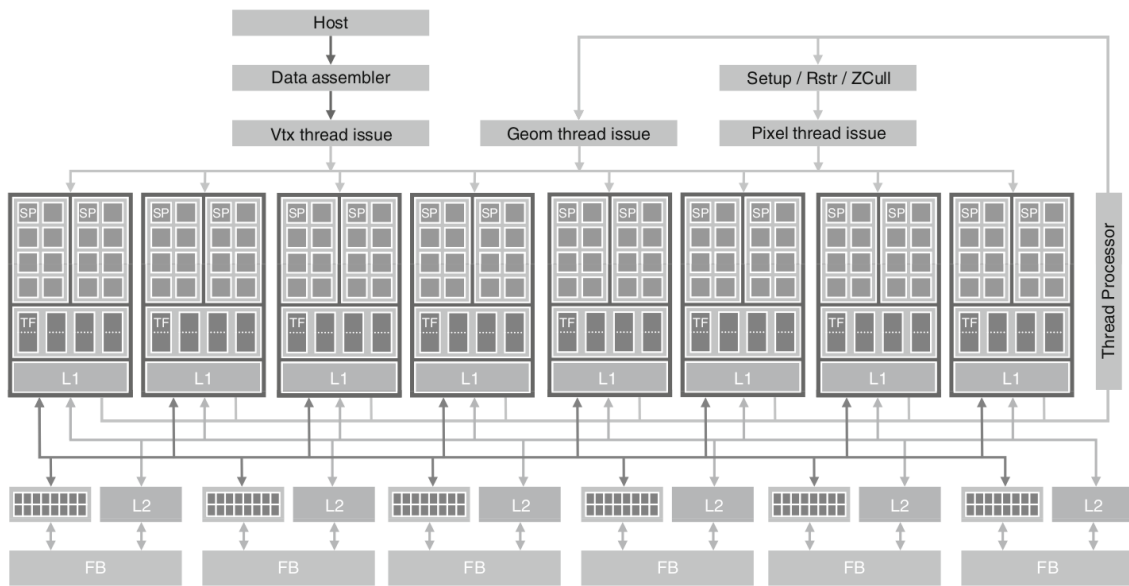 Host
Data assembler
Setup / Rstr / ZCull
Vtx thread issue
Geom thread issue
Pixel thread issue
SP SP SP SP SP SP SP SP SP SP SP SP SP SP SP SP
Thread Processor
TF TF TF TF TF TF TF TF
L1 L1 L1 L1 L1 L1 L1 L1
L2 L2 L2 L2 L2 L2
FB FB FB FB FB FB